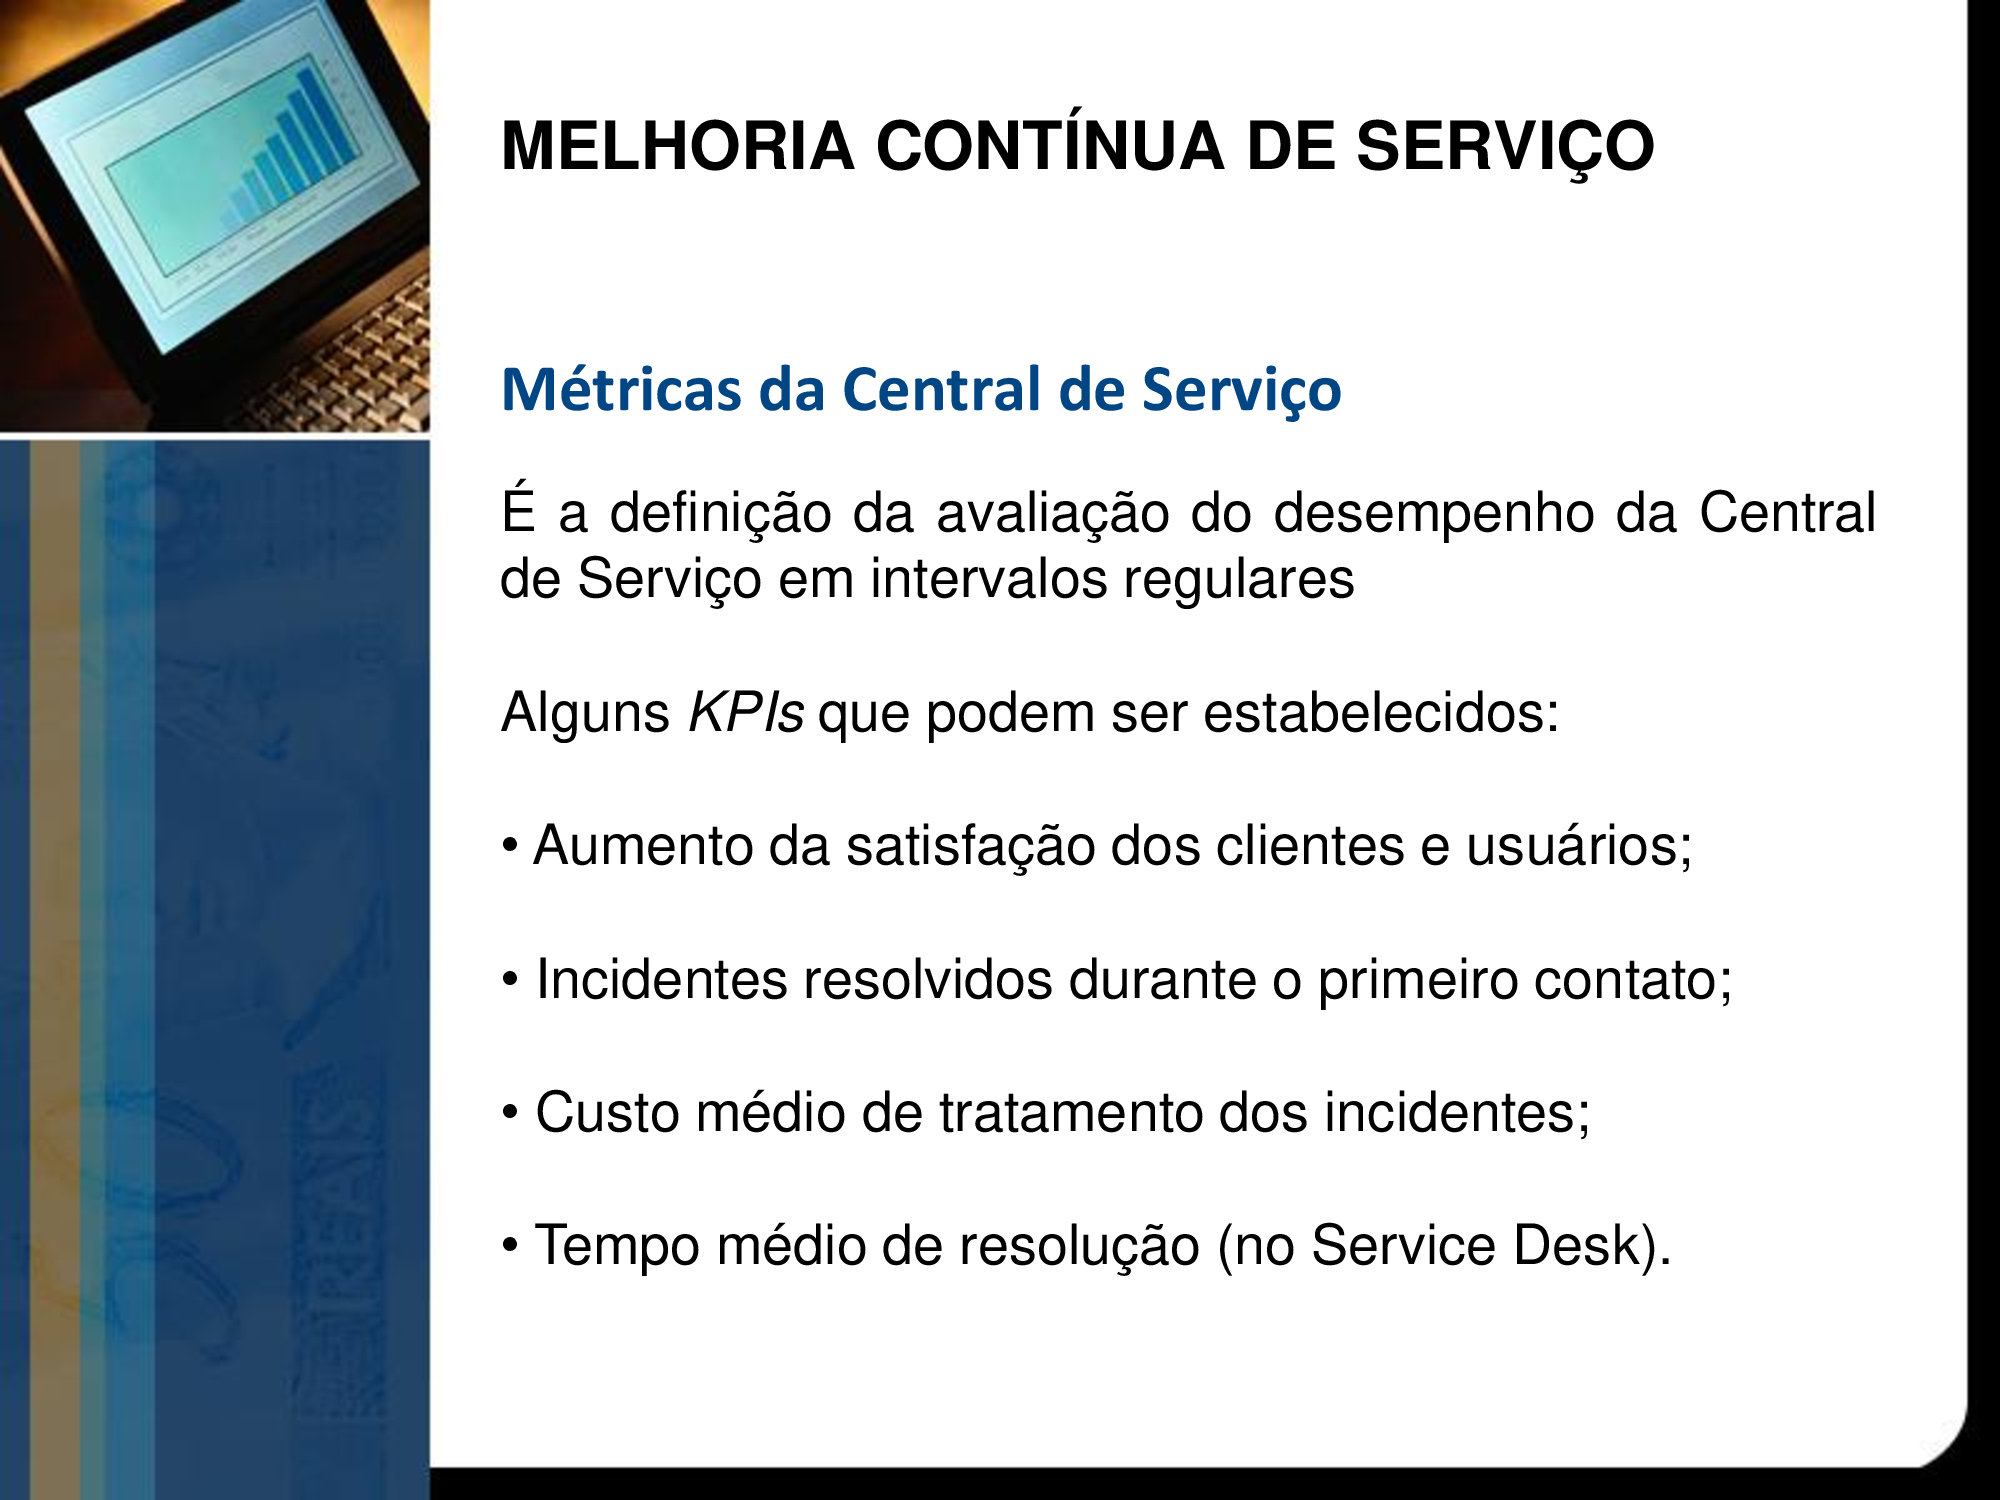 MELHORIA CONTÍNUA DE SERVIÇO
Métricas da Central de Serviço
É a definição da avaliação do desempenho da Central
de Serviço em intervalos regulares
Alguns KPIs que podem ser estabelecidos:
• Aumento da satisfação dos clientes e usuários;
• Incidentes resolvidos durante o primeiro contato;
• Custo médio de tratamento dos incidentes;
• Tempo médio de resolução (no Service Desk).
REAIS